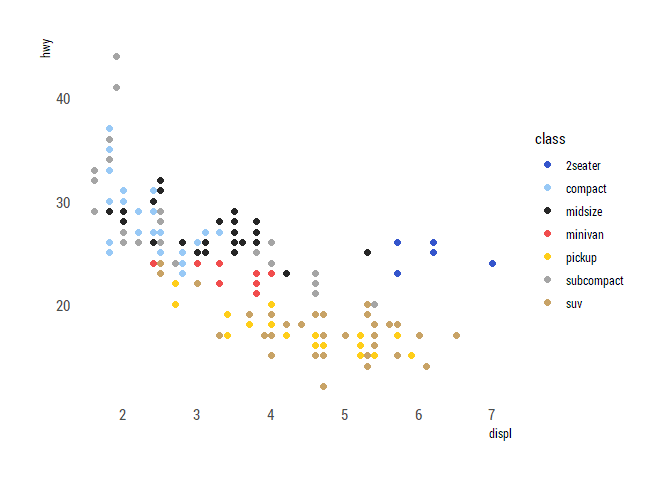 hwy
40
30
20
2
3
4
5
6
7
displ
class
2seater
compact
midsize
minivan
pickup
subcompact
suv